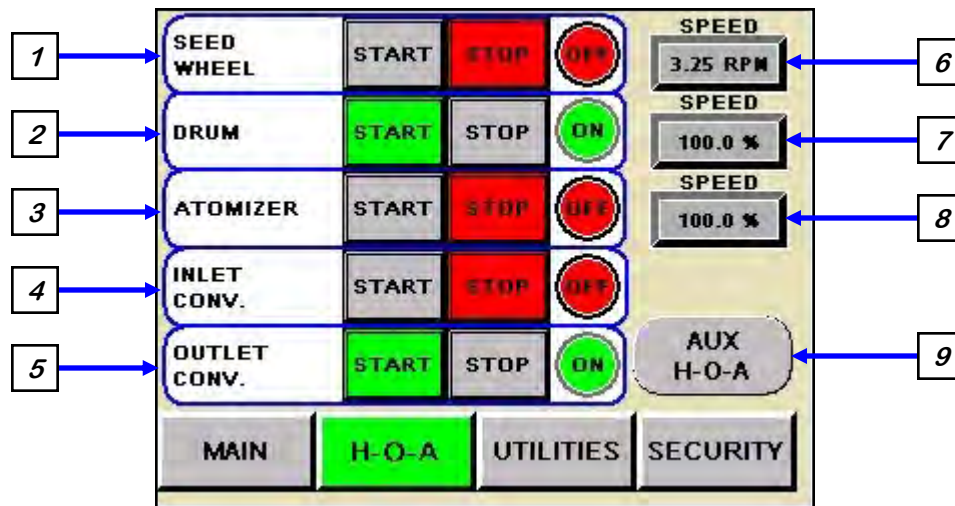 1
SEED
WHEEL
START STOP OFF
SPEED
3.25 RPM
6
2
DRUM
START STOP ON
SPEED
100.0 %
7
3
ATOMIZER
START STOP OFF
SPEED
100.0 %
8
4
INLET
CONV.
START STOP OFF
5
OUTLET
CONV.
START STOP ON
AUX
H-O-A
9
MAIN H-O-A UTILITIES SECURITY